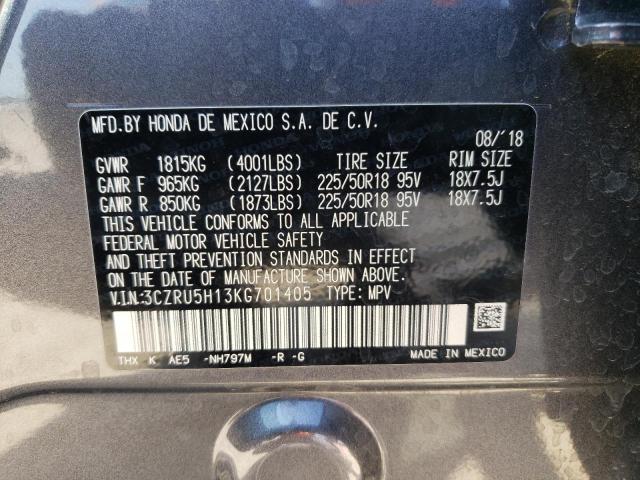 MFD.BY HONDA DE MEXICO S.A. DE C.V.
08/'18
GVWR 1815KG (4001LBS) TIRE SIZE RIM SIZE
GAWR F 965KG (2127LBS) 225/50R18 95V 18X7.5J
GAWR R 850KG (1873LBS) 225/50R18 95V 18X7.5J
THIS VEHICLE CONFORMS TO ALL APPLICABLE
FEDERAL MOTOR VEHICLE SAFETY
AND THEFT PREVENTION STANDARDS IN EFFECT
ON THE DATE OF MANUFACTURE SHOWN ABOVE.
V.I.N:3CZRU5H13KG701405 TYPE: MPV
THX K AE5 -NH797M -R -G MADE IN MEXICO